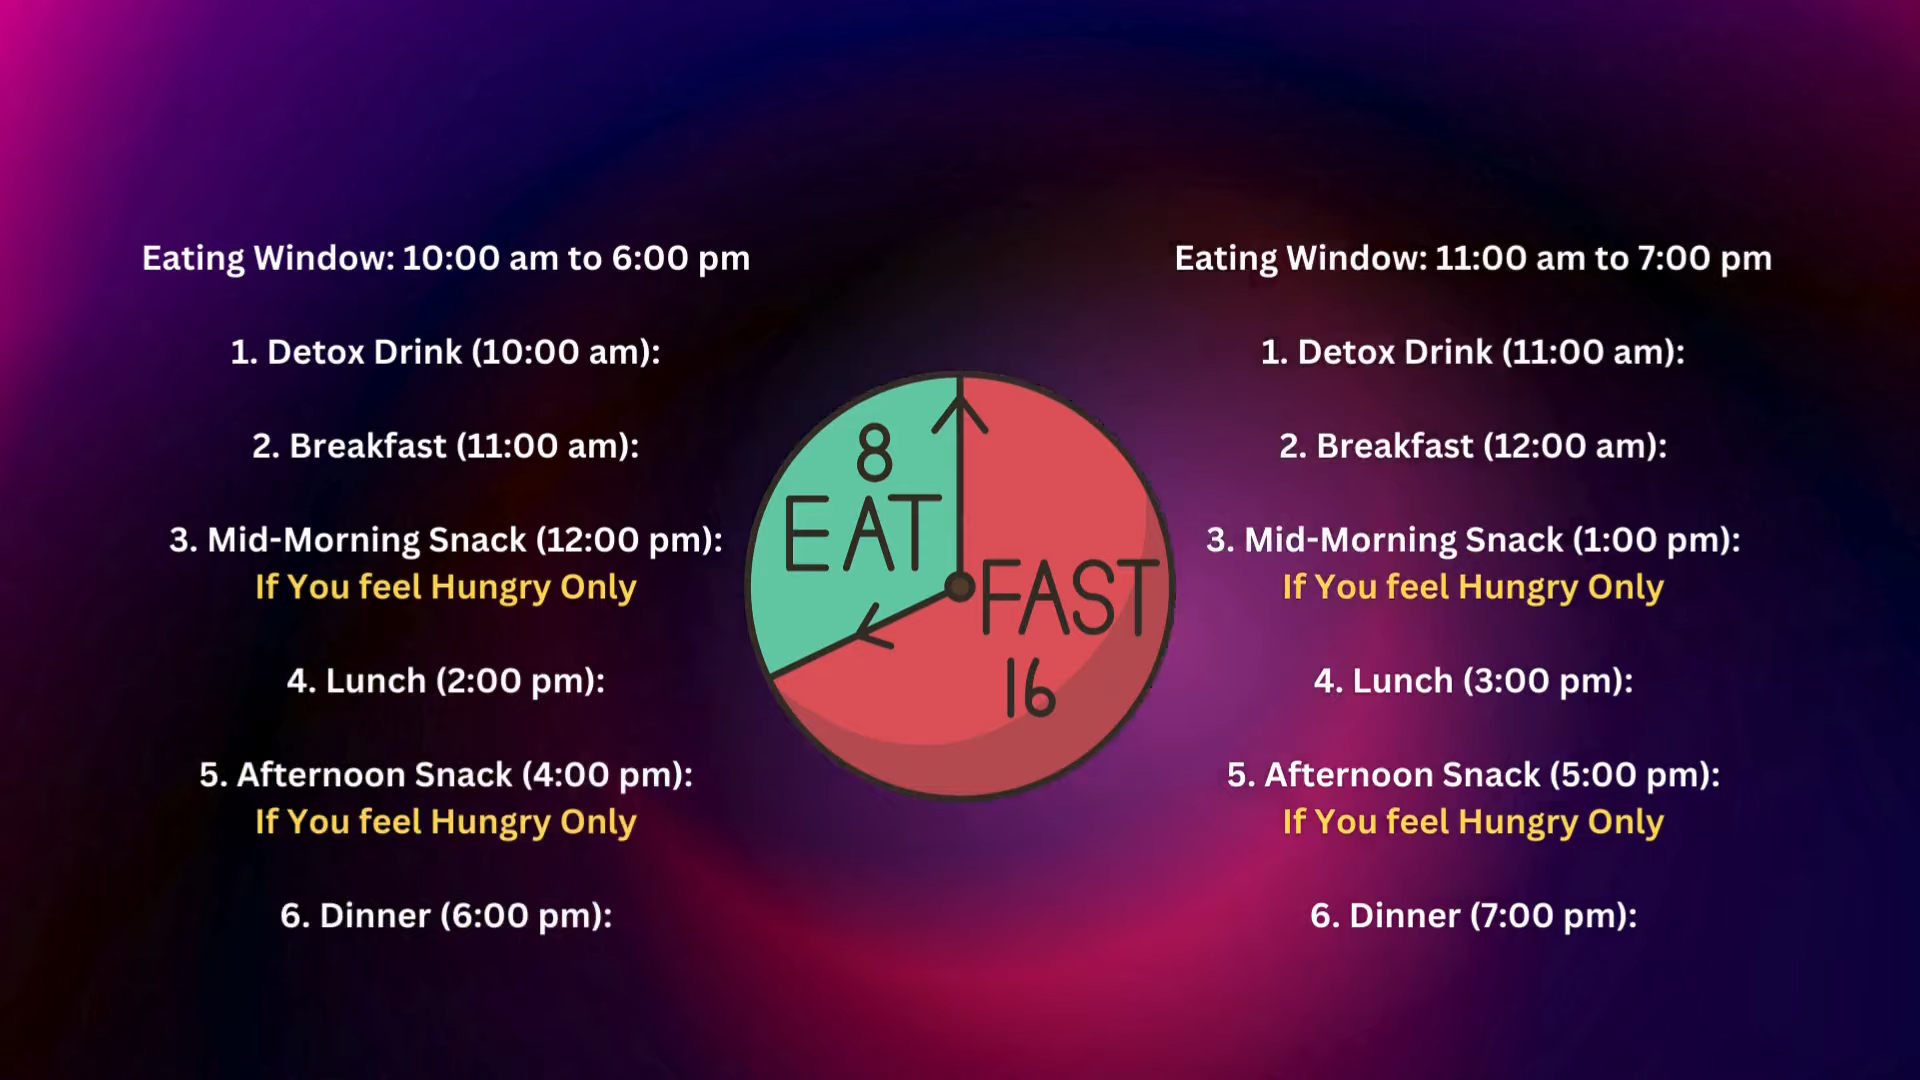 Eating Window: 10:00 am to 6:00 pm
1. Detox Drink (10:00 am):
2. Breakfast (11:00 am):
3. Mid-Morning Snack (12:00 pm):
If You feel Hungry Only
4. Lunch (2:00 pm):
5. Afternoon Snack (4:00 pm):
If You feel Hungry Only
6. Dinner (6:00 pm):
8
EAT
FAST
16
Eating Window: 11:00 am to 7:00 pm
1. Detox Drink (11:00 am):
2. Breakfast (12:00 am):
3. Mid-Morning Snack (1:00 pm):
If You feel Hungry Only
4. Lunch (3:00 pm):
5. Afternoon Snack (5:00 pm):
If You feel Hungry Only
6. Dinner (7:00 pm):